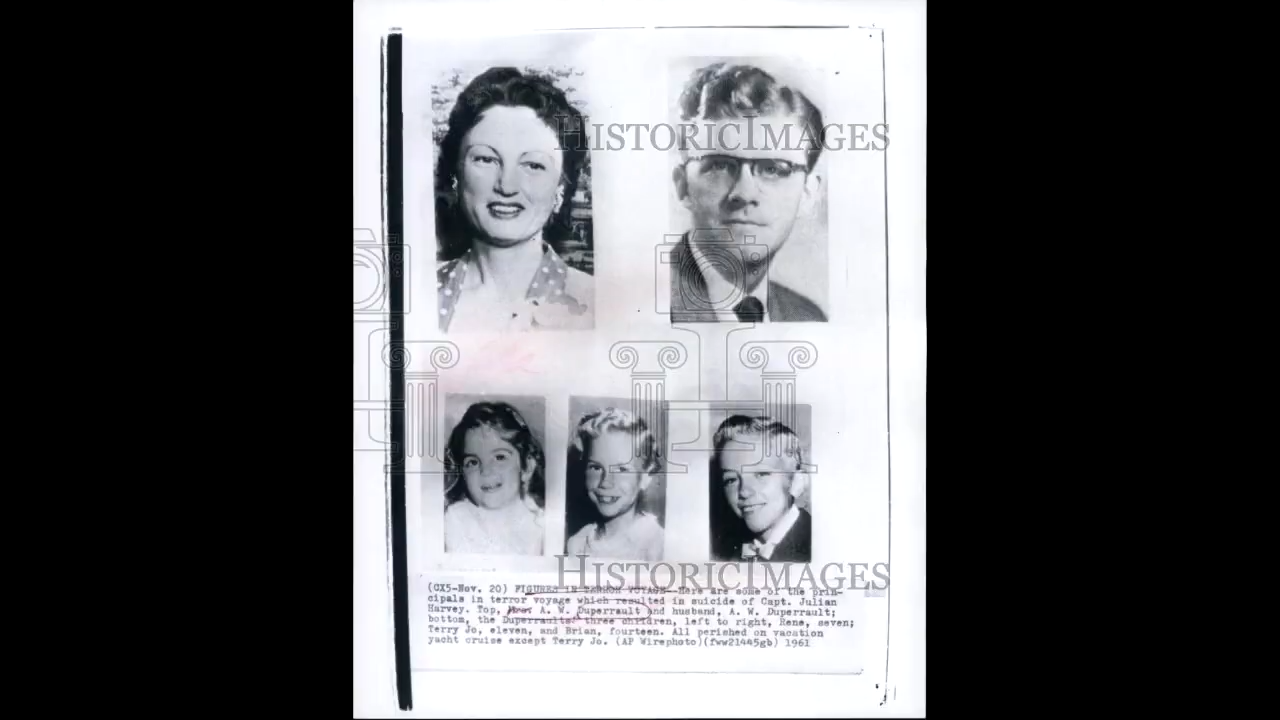 HISTORICIMAGES
HISTORICIMAGES
(CX5-Nov. 20) FIGURES IN TERROR VOYAGE--Here are some of the prin-
cipals in terror voyage which resulted in suicide of Capt. Julian
Harvey. Top, A. W. Duperrault and husband, A. W. Duperrault;
bottom, the Duperraults' three children, left to right, Rene, seven;
Terry Jo, eleven, and Brian, fourteen. All perished on vacation
yacht cruise except Terry Jo. (AP Wirephoto)(fww21445gb) 1961